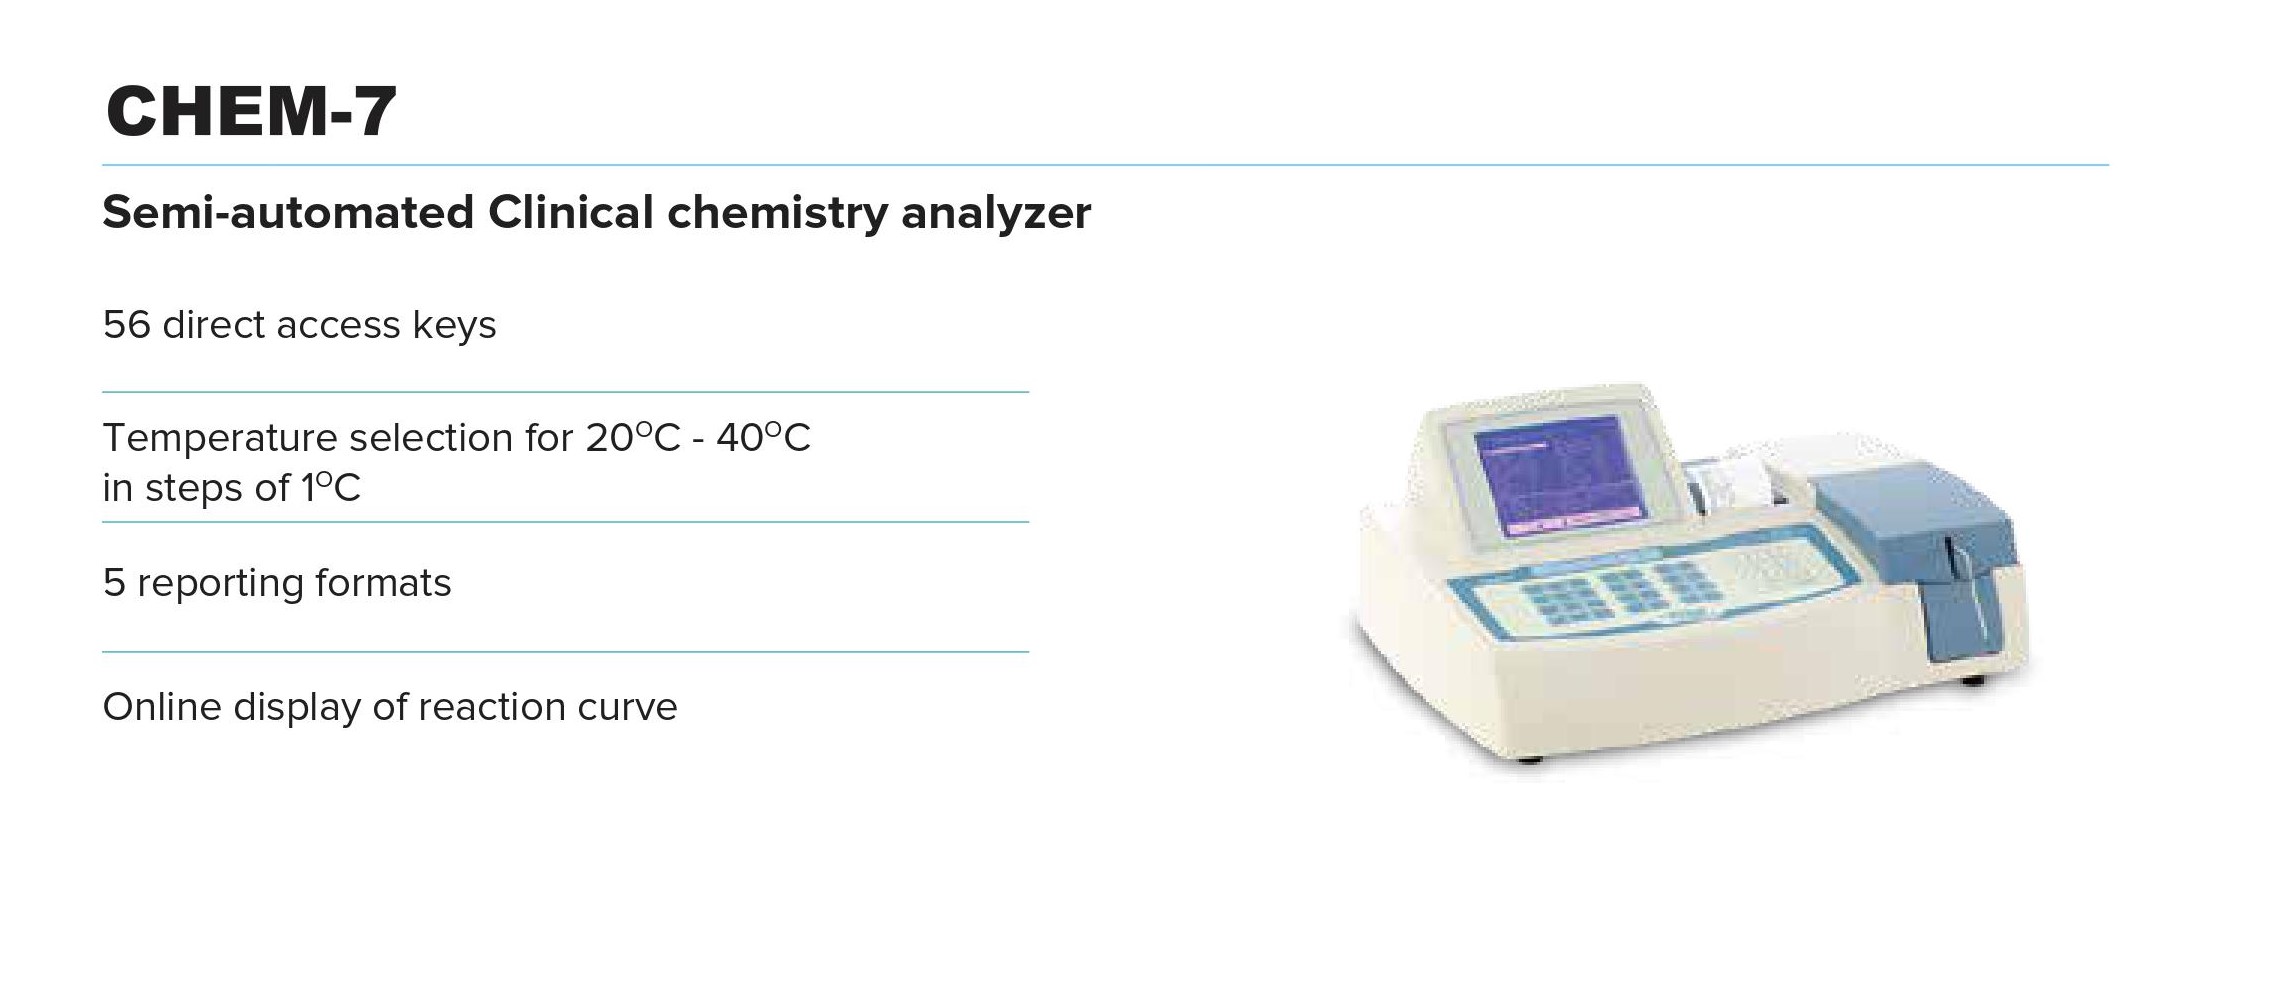 CHEM-7
Semi-automated Clinical chemistry analyzer
56 direct access keys
Temperature selection for 20°C - 40°C
in steps of 1°C
5 reporting formats
Online display of reaction curve